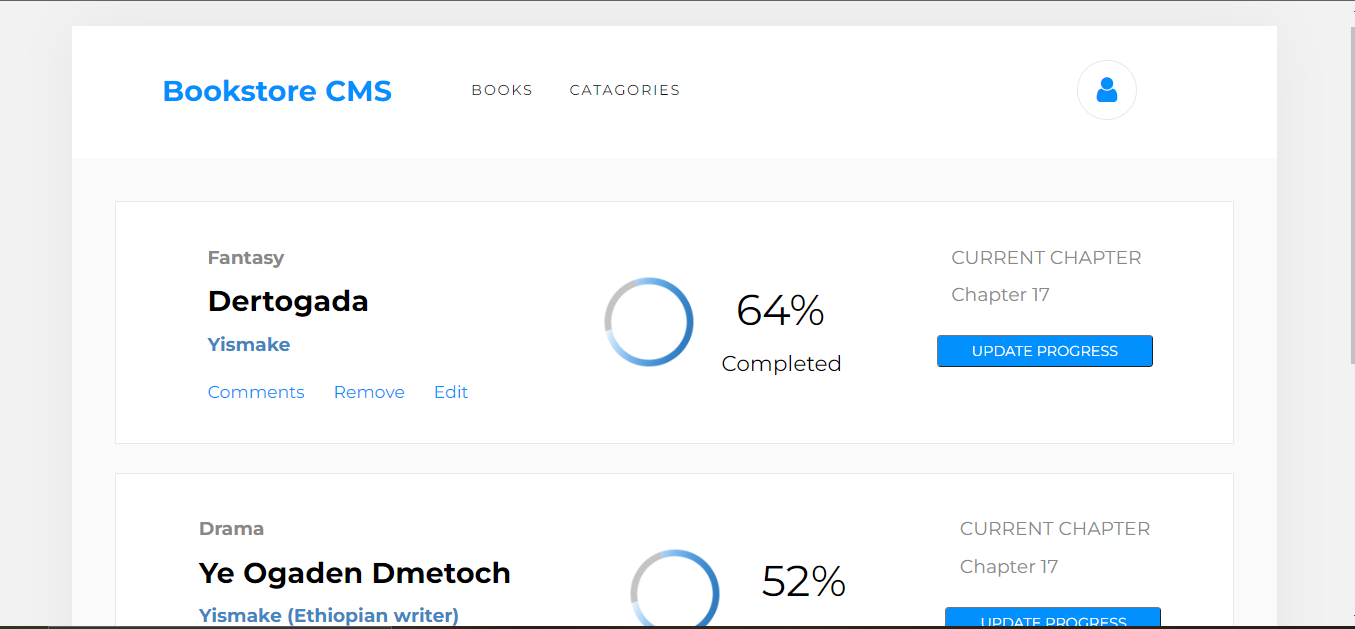 Bookstore CMS
BOOKS CATAGORIES
Fantasy
Dertogada
Yismake
Comments Remove Edit
64%
Completed
CURRENT CHAPTER
Chapter 17
UPDATE PROGRESS
Drama
Ye Ogaden Dmetoch
Yismake (Ethiopian writer)
52%
CURRENT CHAPTER
Chapter 17
UPDATE PROGRESS